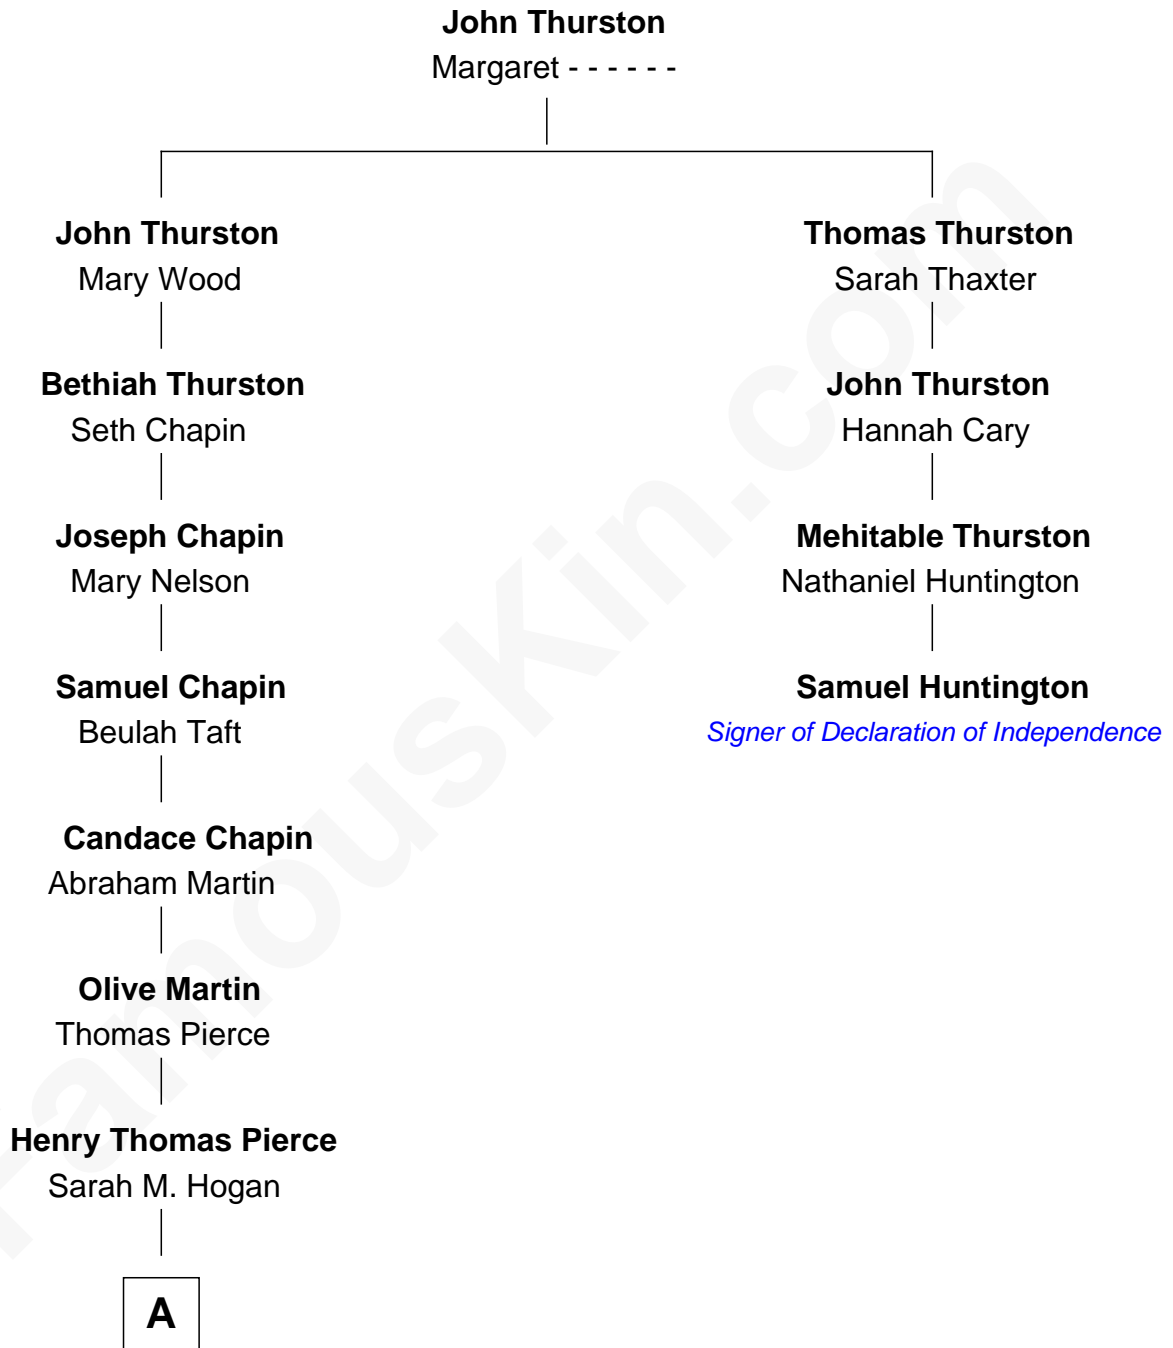 John Thurston
Margaret - - - - - -
John Thurston
Mary Wood
Thomas Thurston
Sarah Thaxter
Bethiah Thurston
Seth Chapin
John Thurston
Hannah Cary
Joseph Chapin
Mary Nelson
Mehitable Thurston
Nathaniel Huntington
Samuel Chapin
Beulah Taft
Samuel Huntington
Signer of Declaration of Independence
Candace Chapin
Abraham Martin
Olive Martin
Thomas Pierce
Henry Thomas Pierce
Sarah M. Hogan
A
FamousKin.com